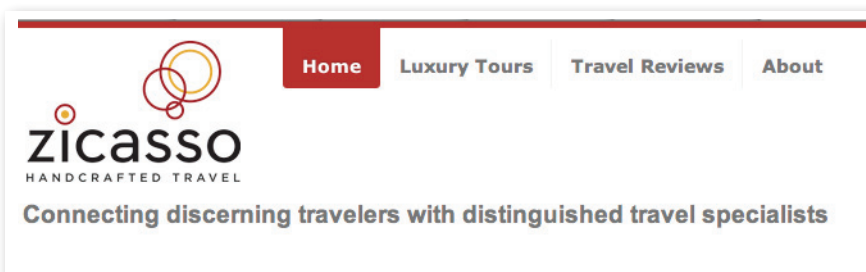 Home Luxury Tours Travel Reviews About
zicasso
HANDCRAFTED TRAVEL
Connecting discerning travelers with distinguished travel specialists